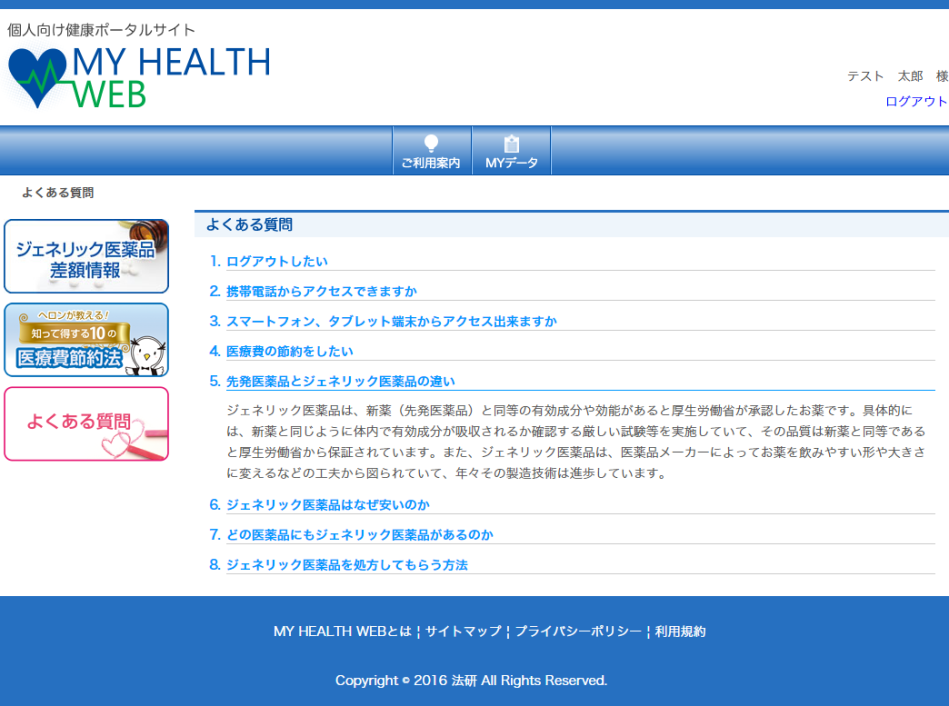 個人向け健康ポータルサイト
MY HEALTH
WEB
テスト 太郎 様
ログアウト
ご利用案内
MYデータ
よくある質問
ジェネリック医薬品
差額情報
ヘロンが教える!
知って得する10の
医療費節約法
よくある質問
よくある質問
1. ログアウトしたい
2. 携帯電話からアクセスできますか
3. スマートフォン、タブレット端末からアクセス出来ますか
4. 医療費の節約をしたい
5. 先発医薬品とジェネリック医薬品の違い
ジェネリック医薬品は、新薬（先発医薬品）と同等の有効成分や効能があると厚生労働省が承認したお薬です。具体的に
は、新薬と同じように体内で有効成分が吸収されるか確認する厳しい試験等を実施していて、その品質は新薬と同等である
と厚生労働省から保証されています。また、ジェネリック医薬品は、医薬品メーカーによってお薬を飲みやすい形や大きさ
に変えるなどの工夫から図られていて、年々その製造技術は進歩しています。
6. ジェネリック医薬品はなぜ安いのか
7. どの医薬品にもジェネリック医薬品があるのか
8. ジェネリック医薬品を処方してもらう方法
MY HEALTH WEBとは ¦ サイトマップ ¦ プライバシーポリシー ¦ 利用規約
Copyright © 2016 法研 All Rights Reserved.